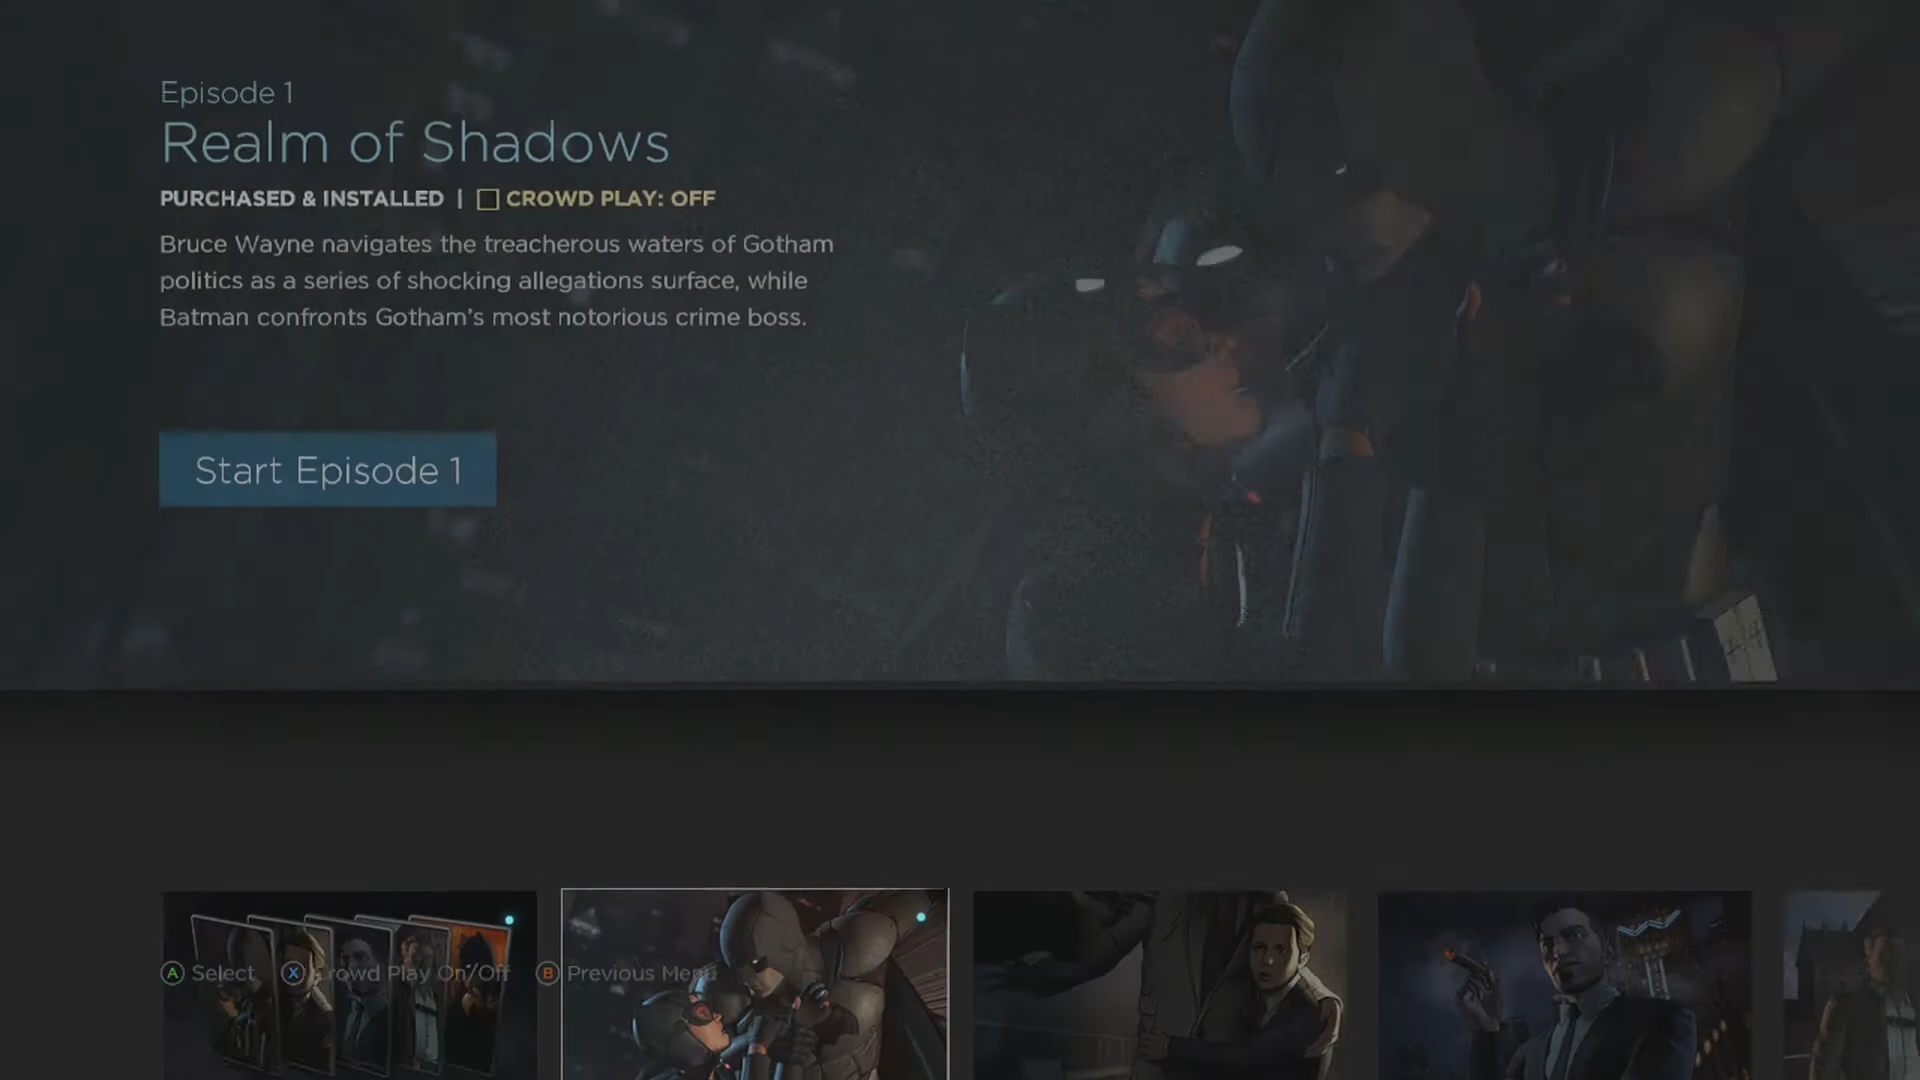 Episode 1
Realm of Shadows
PURCHASED & INSTALLED | CROWD PLAY: OFF
Bruce Wayne navigates the treacherous waters of Gotham
politics as a series of shocking allegations surface, while
Batman confronts Gotham's most notorious crime boss.
Start Episode 1
A Select X Crowd Play On/Off B Previous Menu